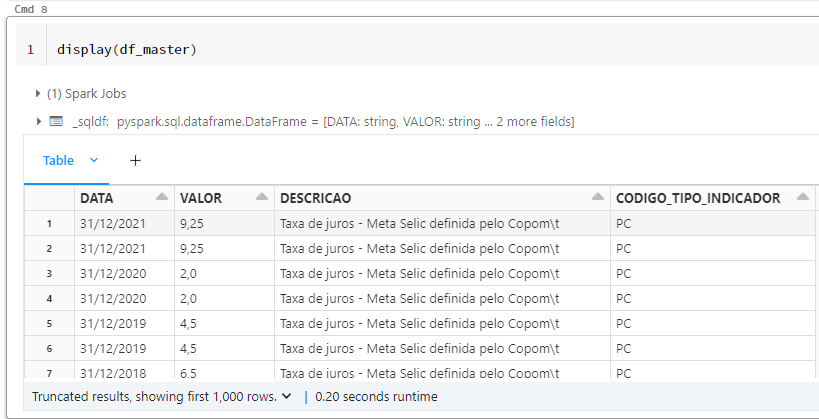 Cmd 8
1 display(df_master)
(1) Spark Jobs
_sqldf: pyspark.sql.dataframe.DataFrame = [DATA: string, VALOR: string ... 2 more fields]
Table +
DATA VALOR DESCRICAO CODIGO_TIPO_INDICADOR
1 31/12/2021 9,25 Taxa de juros - Meta Selic definida pelo Copom\t PC
2 31/12/2021 9,25 Taxa de juros - Meta Selic definida pelo Copom\t PC
3 31/12/2020 2,0 Taxa de juros - Meta Selic definida pelo Copom\t PC
4 31/12/2020 2,0 Taxa de juros - Meta Selic definida pelo Copom\t PC
5 31/12/2019 4,5 Taxa de juros - Meta Selic definida pelo Copom\t PC
6 31/12/2019 4,5 Taxa de juros - Meta Selic definida pelo Copom\t PC
7 31/12/2018 6,5 Taxa de juros - Meta Selic definida pelo Copom\t PC
Truncated results, showing first 1,000 rows. | 0.20 seconds runtime